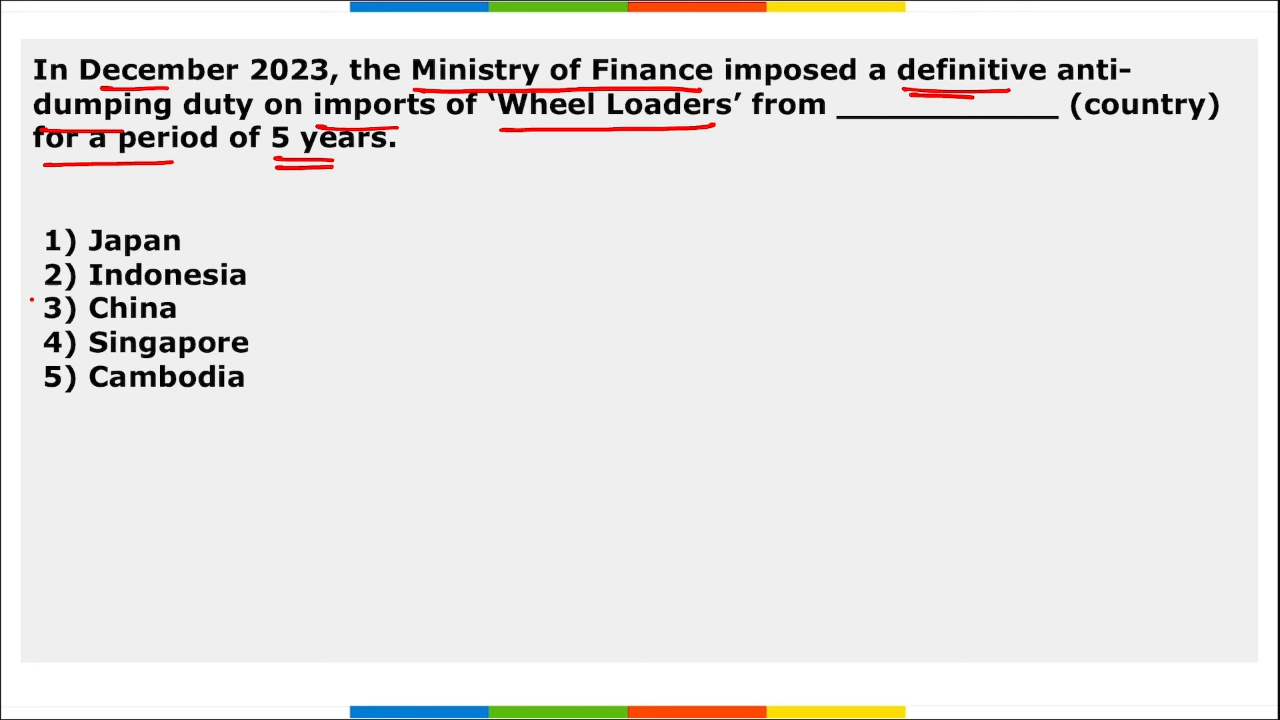 In December 2023, the Ministry of Finance imposed a definitive anti-
dumping duty on imports of ‘Wheel Loaders’ from _____________ (country)
for a period of 5 years.
1) Japan
2) Indonesia
3) China
4) Singapore
5) Cambodia